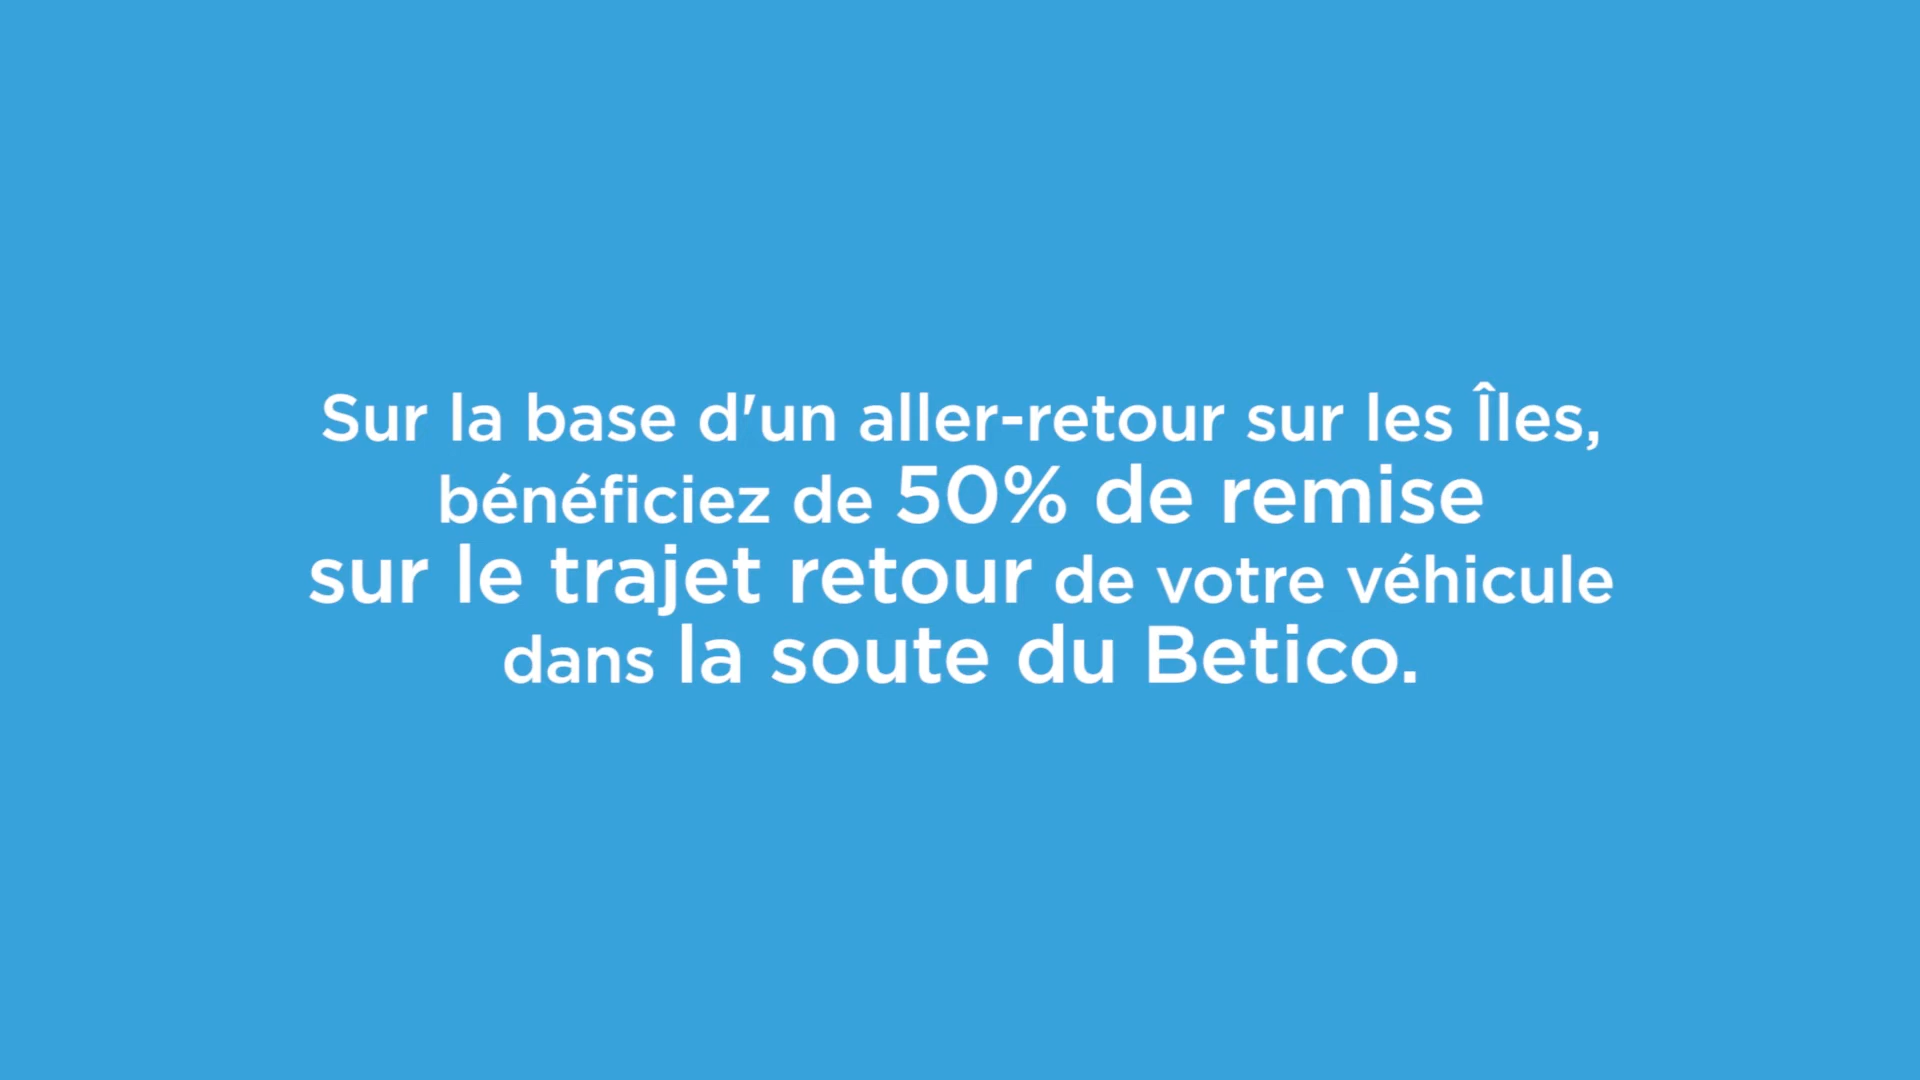 Sur la base d'un aller-retour sur les Îles,
bénéficiez de 50% de remise
sur le trajet retour de votre véhicule
dans la soute du Betico.